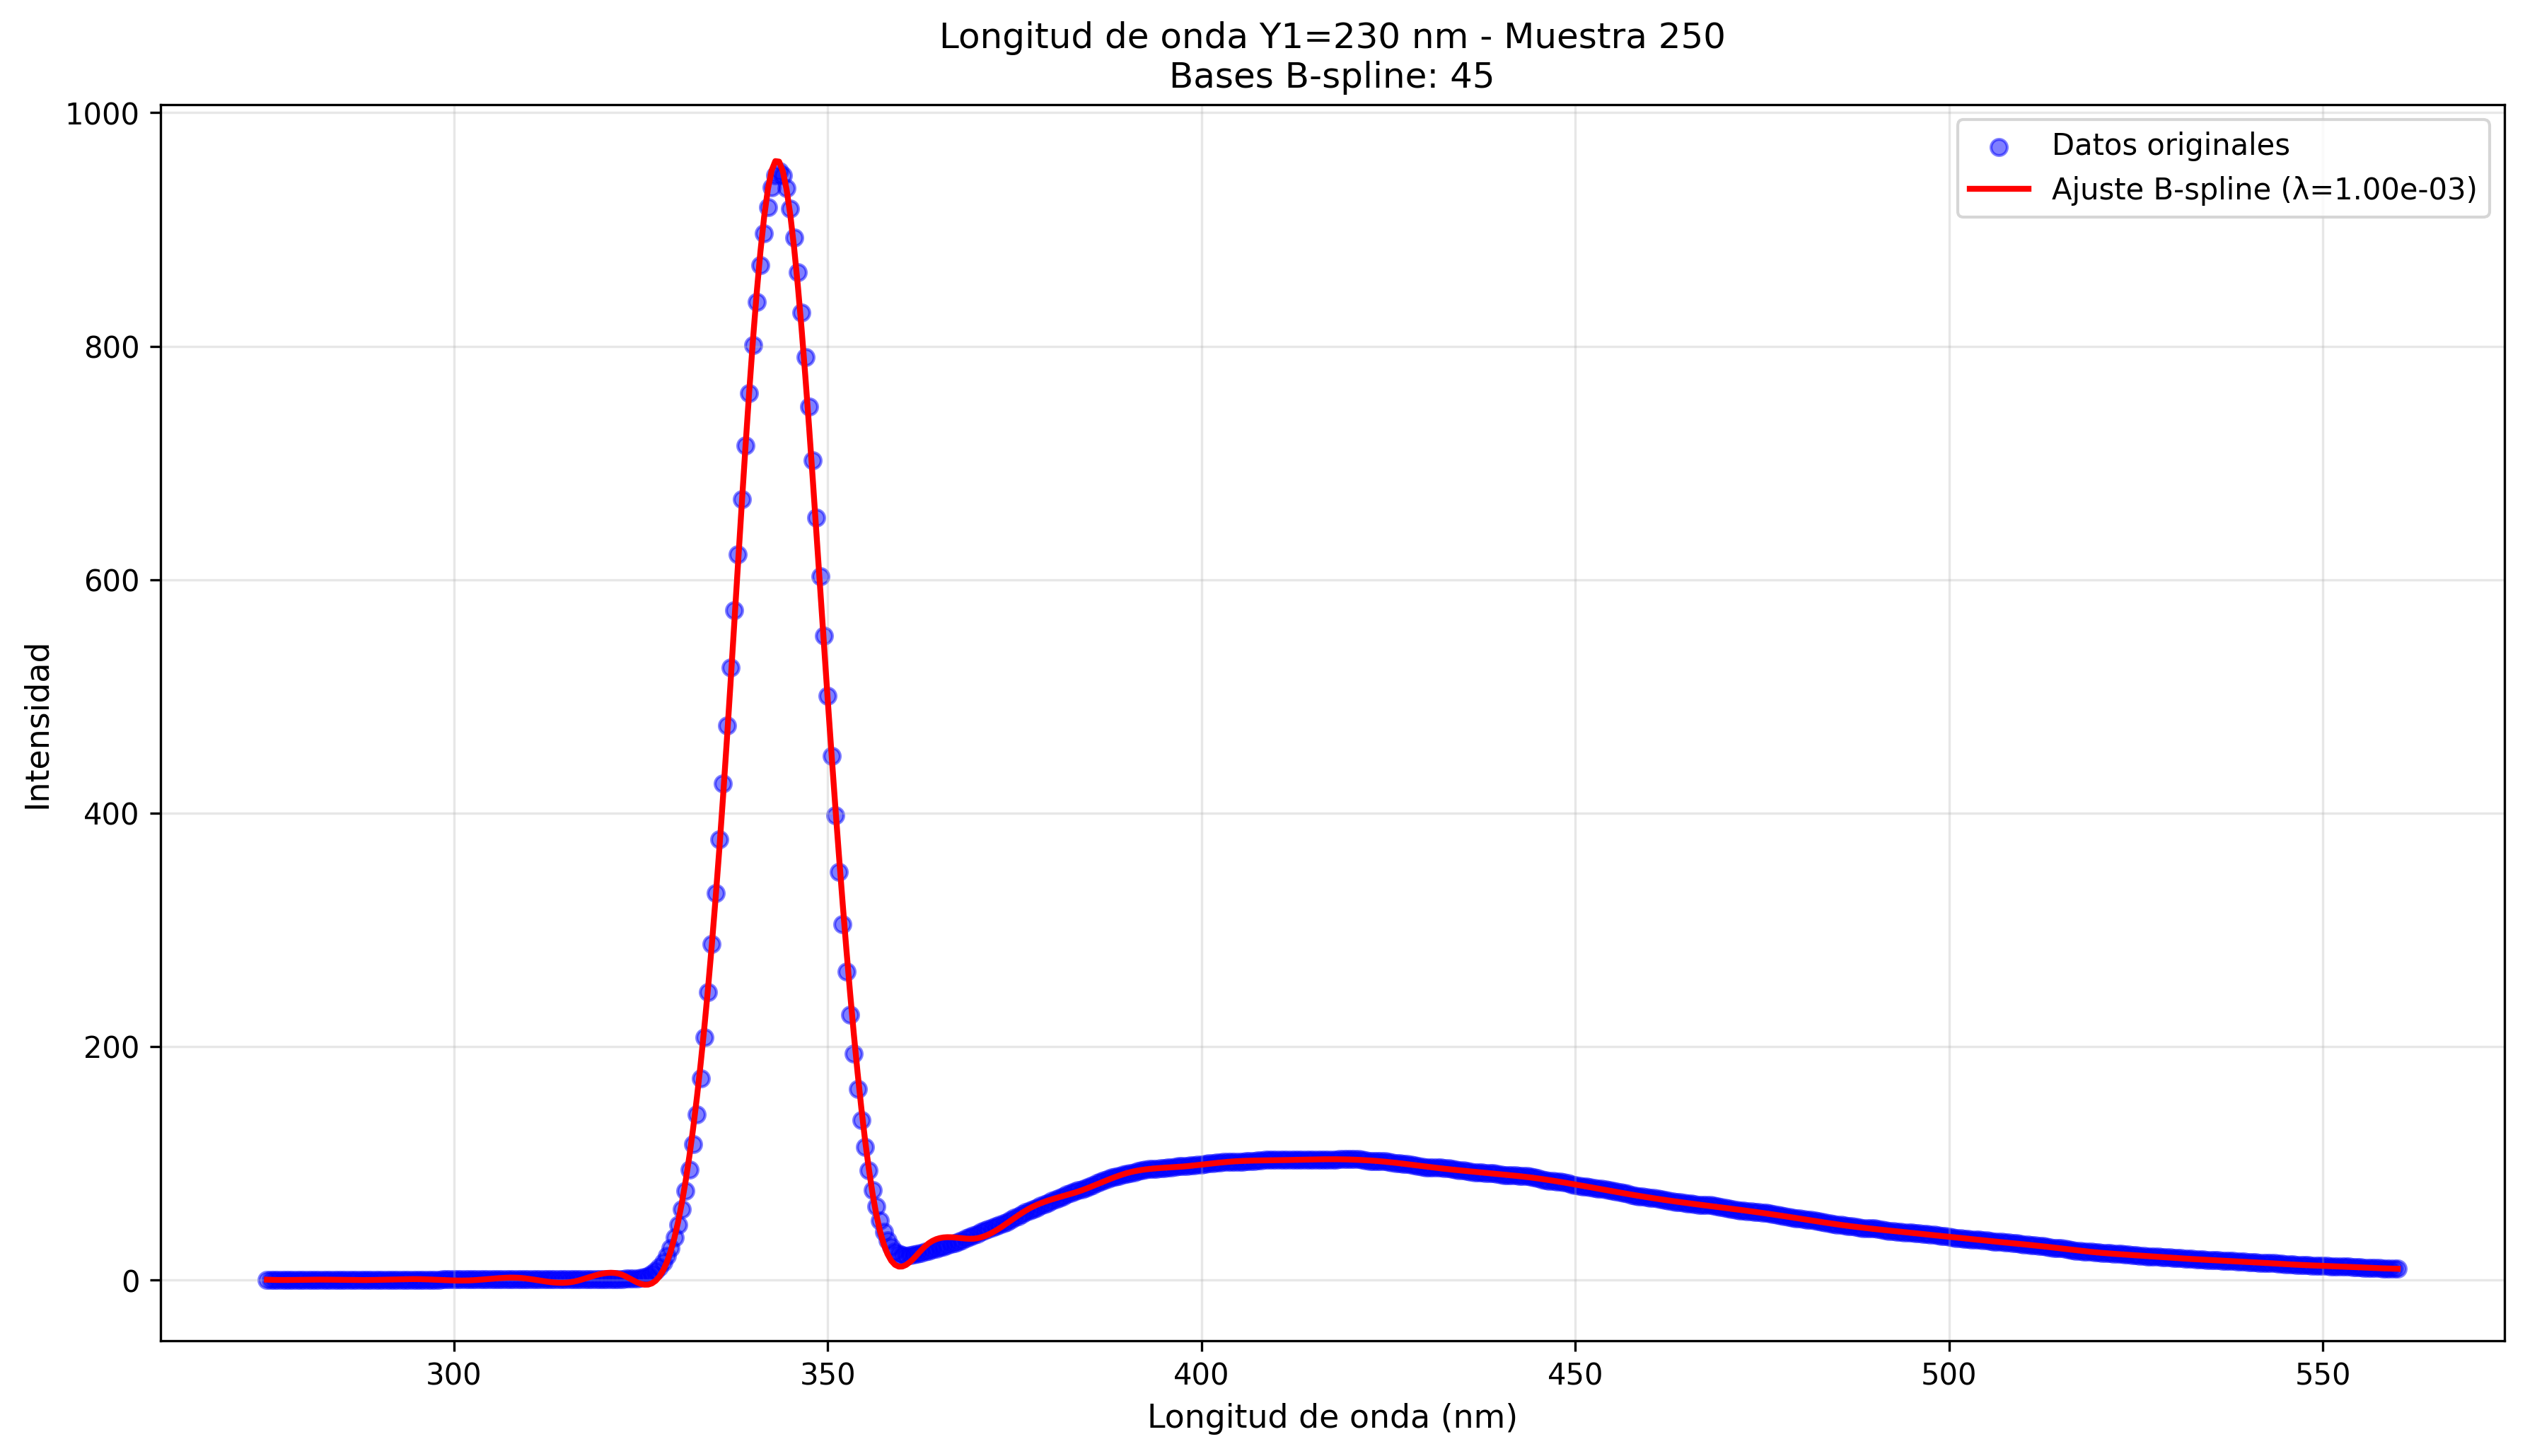 Longitud de onda Y1=230 nm - Muestra 250
Bases B-spline: 45
Datos originales
Ajuste B-spline (λ=1.00e-03)
Intensidad
1000
800
600
400
200
0
300 350 400 450 500 550
Longitud de onda (nm)